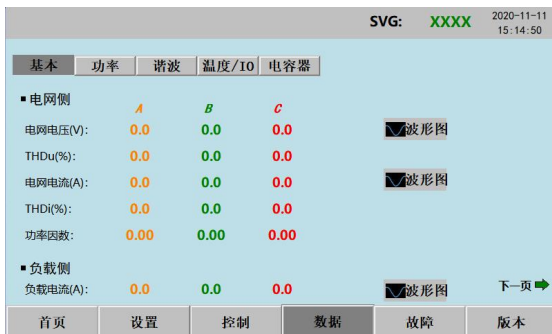 SVG: XXXX 2020-11-11
15:14:50
基本 功率 谐波 温度/IO 电容器
▪电网侧
A B C
电网电压(V): 0.0 0.0 0.0 波形图
THDu(%): 0.0 0.0 0.0
电网电流(A): 0.0 0.0 0.0 波形图
THDi(%): 0.0 0.0 0.0
功率因数: 0.00 0.00 0.00
▪负载侧
负载电流(A): 0.0 0.0 0.0 波形图 下一页
首页 设置 控制 数据 故障 版本